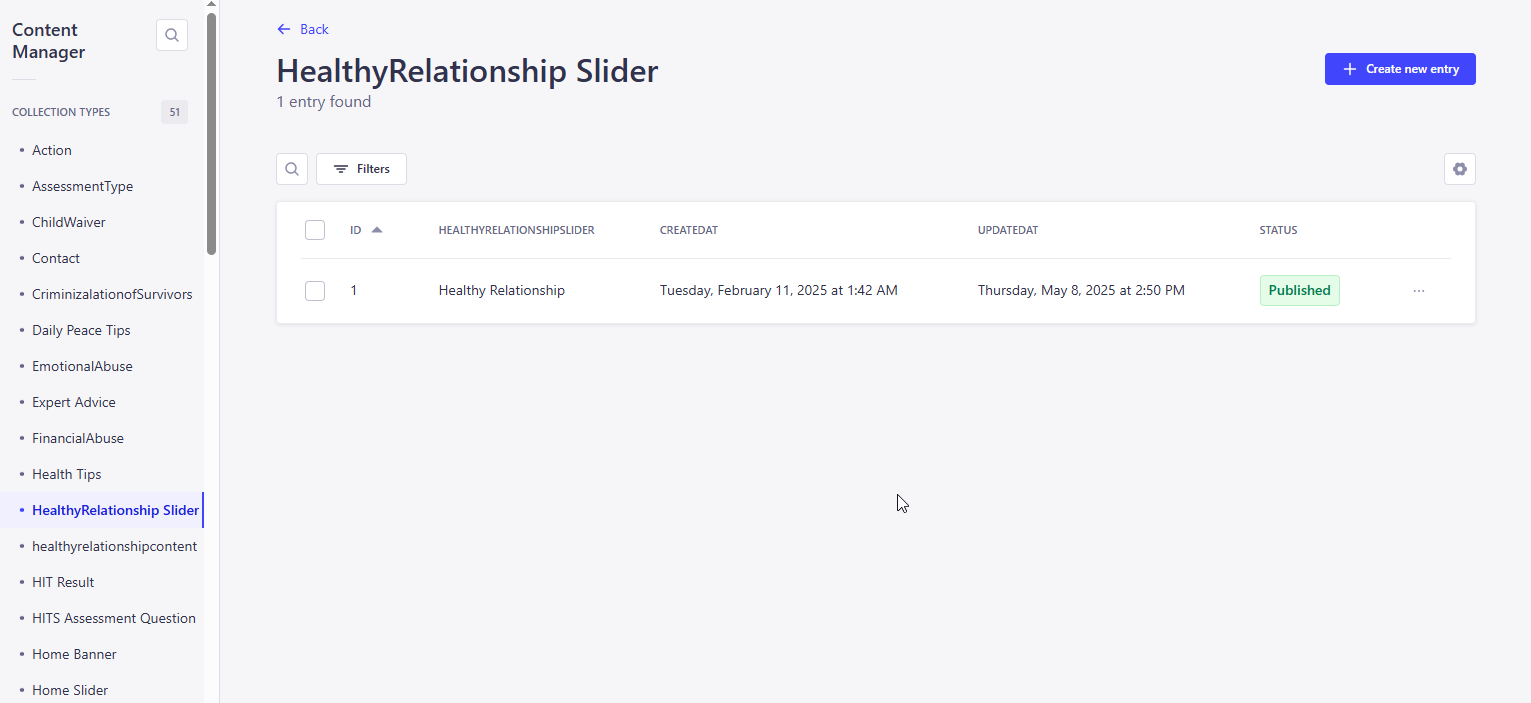 Content
Manager
COLLECTION TYPES 51
Action
AssessmentType
ChildWaiver
Contact
CriminizalationofSurvivors
Daily Peace Tips
EmotionalAbuse
Expert Advice
FinancialAbuse
Health Tips
HealthyRelationship Slider
healthyrelationshipcontent
HIT Result
HITS Assessment Question
Home Banner
Home Slider
Back
HealthyRelationship Slider
1 entry found
Create new entry
Filters
ID HEALTHYRELATIONSHIPSLIDER CREATEDAT UPDATEDAT STATUS
1 Healthy Relationship Tuesday, February 11, 2025 at 1:42 AM Thursday, May 8, 2025 at 2:50 PM Published